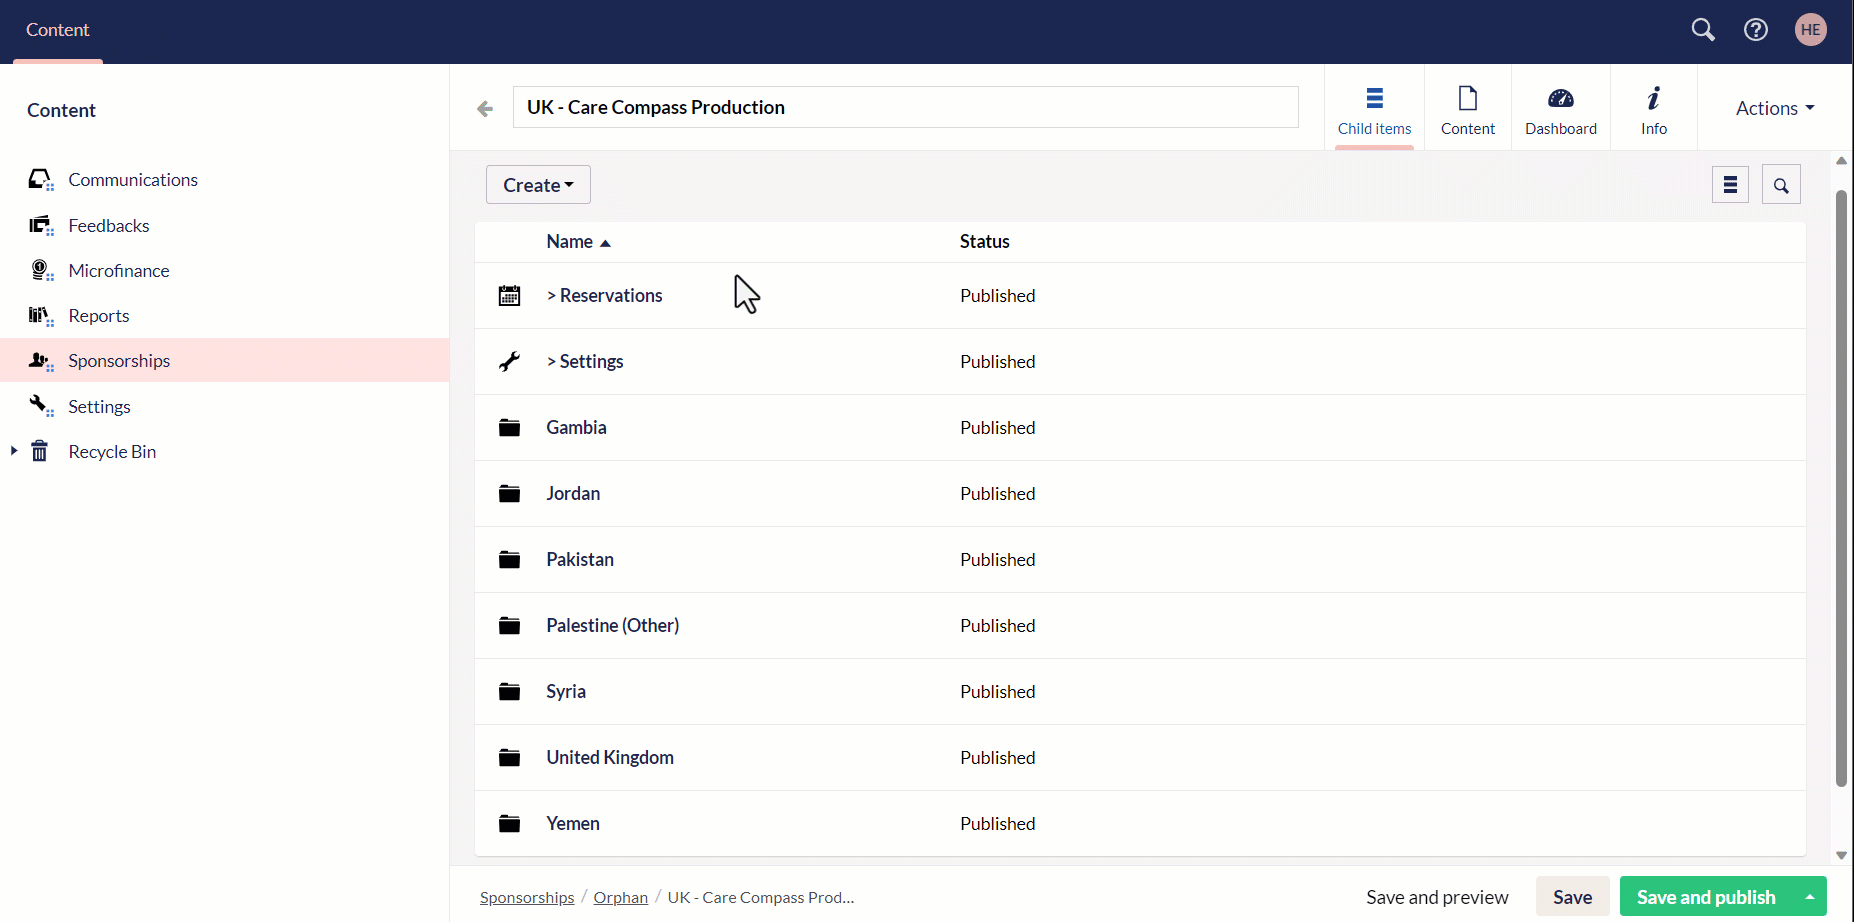 Content
HE
Content
Communications
Feedbacks
Microfinance
Reports
Sponsorships
Settings
Recycle Bin
UK - Care Compass Production
Child items
Content
Dashboard
Info
Actions
Create
Name Status
> Reservations Published
> Settings Published
Gambia Published
Jordan Published
Pakistan Published
Palestine (Other) Published
Syria Published
United Kingdom Published
Yemen Published
Sponsorships / Orphan / UK - Care Compass Prod...
Save and preview
Save
Save and publish